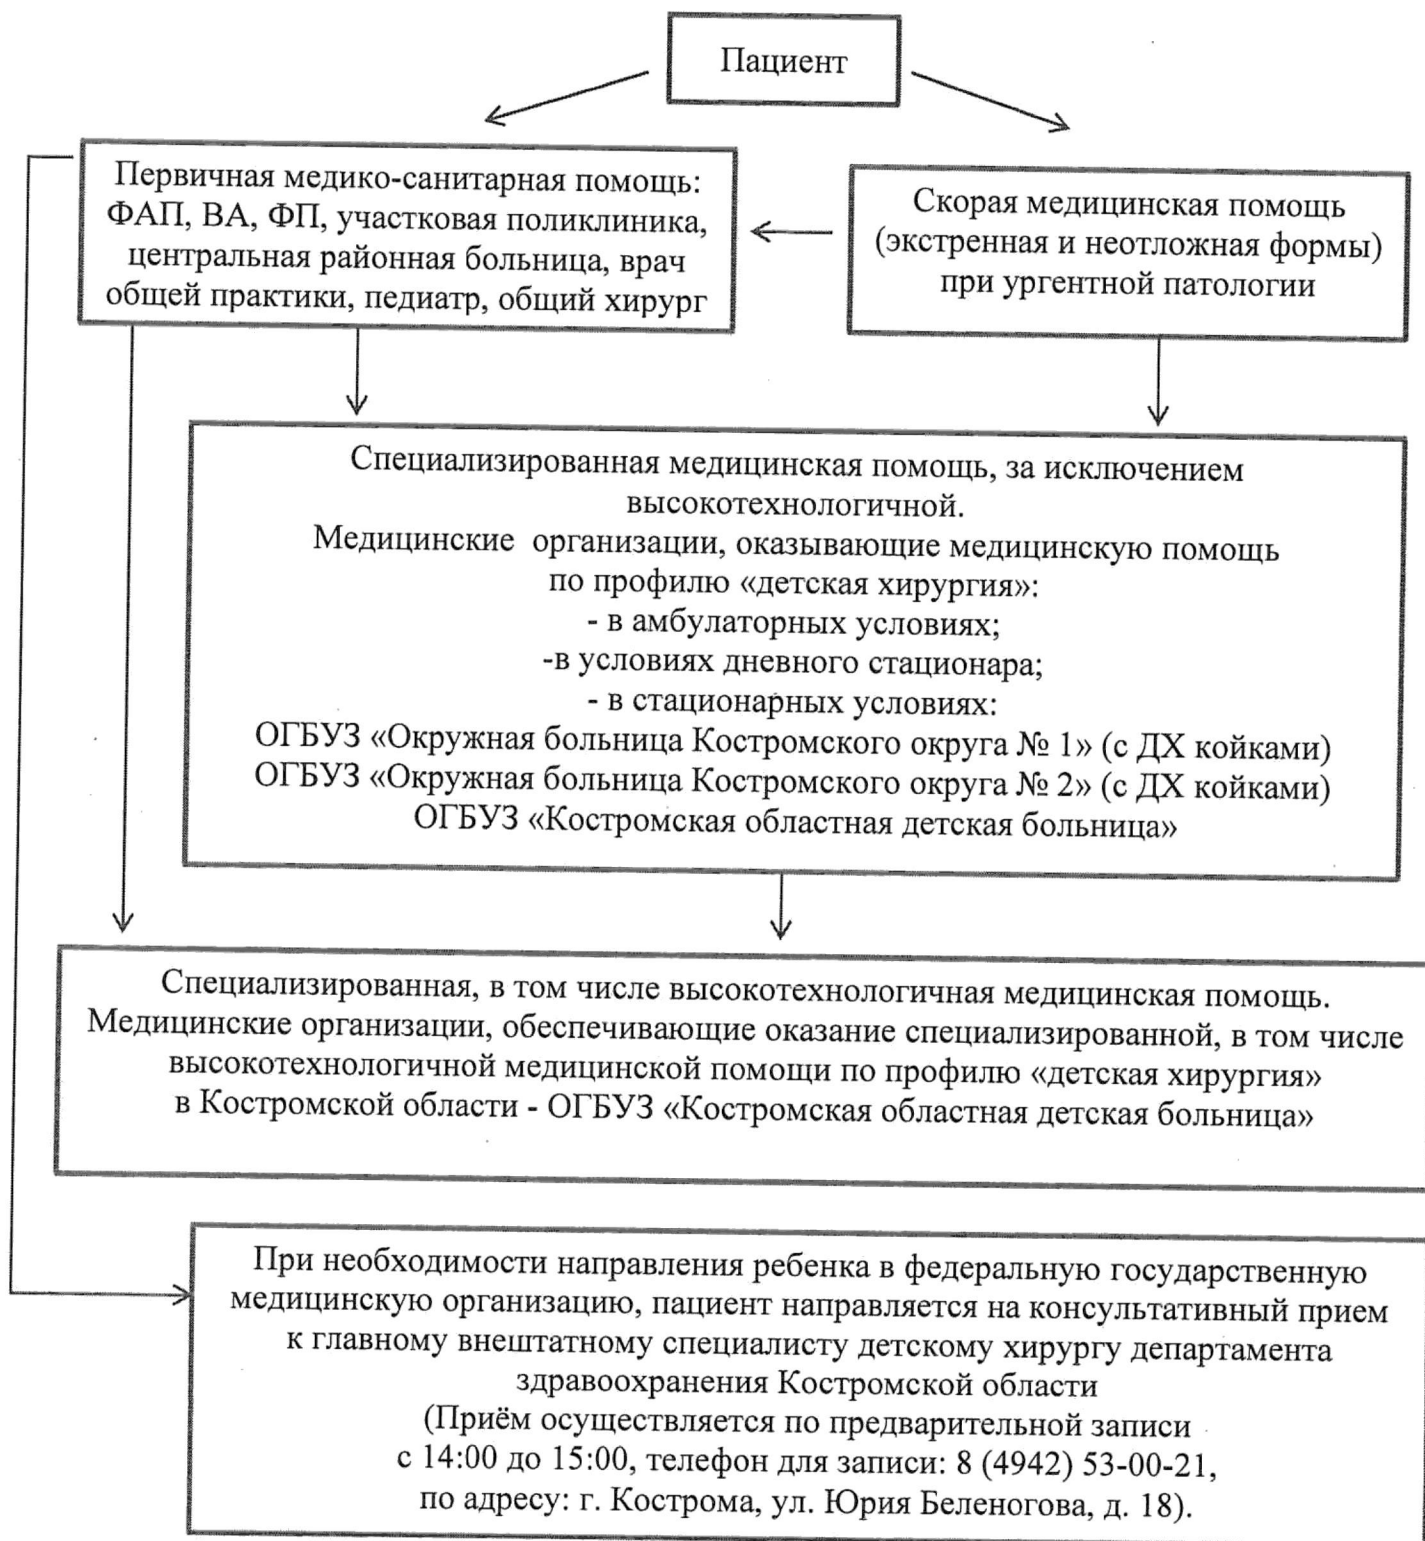 Пациент
Первичная медико-санитарная помощь:
ФАП, ВА, ФП, участковая поликлиника,
центральная районная больница, врач
общей практики, педиатр, общий хирург
Скорая медицинская помощь
(экстренная и неотложная формы)
при ургентной патологии
Специализированная медицинская помощь, за исключением
высокотехнологичной.
Медицинские организации, оказывающие медицинскую помощь
по профилю «детская хирургия»:
- в амбулаторных условиях;
-в условиях дневного стационара;
- в стационарных условиях:
ОГБУЗ «Окружная больница Костромского округа № 1» (с ДХ койками)
ОГБУЗ «Окружная больница Костромского округа № 2» (с ДХ койками)
ОГБУЗ «Костромская областная детская больница»
Специализированная, в том числе высокотехнологичная медицинская помощь.
Медицинские организации, обеспечивающие оказание специализированной, в том числе
высокотехнологичной медицинской помощи по профилю «детская хирургия»
в Костромской области - ОГБУЗ «Костромская областная детская больница»
При необходимости направления ребенка в федеральную государственную
медицинскую организацию, пациент направляется на консультативный прием
к главному внештатному специалисту детскому хирургу департамента
здравоохранения Костромской области
(Приём осуществляется по предварительной записи
с 14:00 до 15:00, телефон для записи: 8 (4942) 53-00-21,
по адресу: г. Кострома, ул. Юрия Беленогова, д. 18).